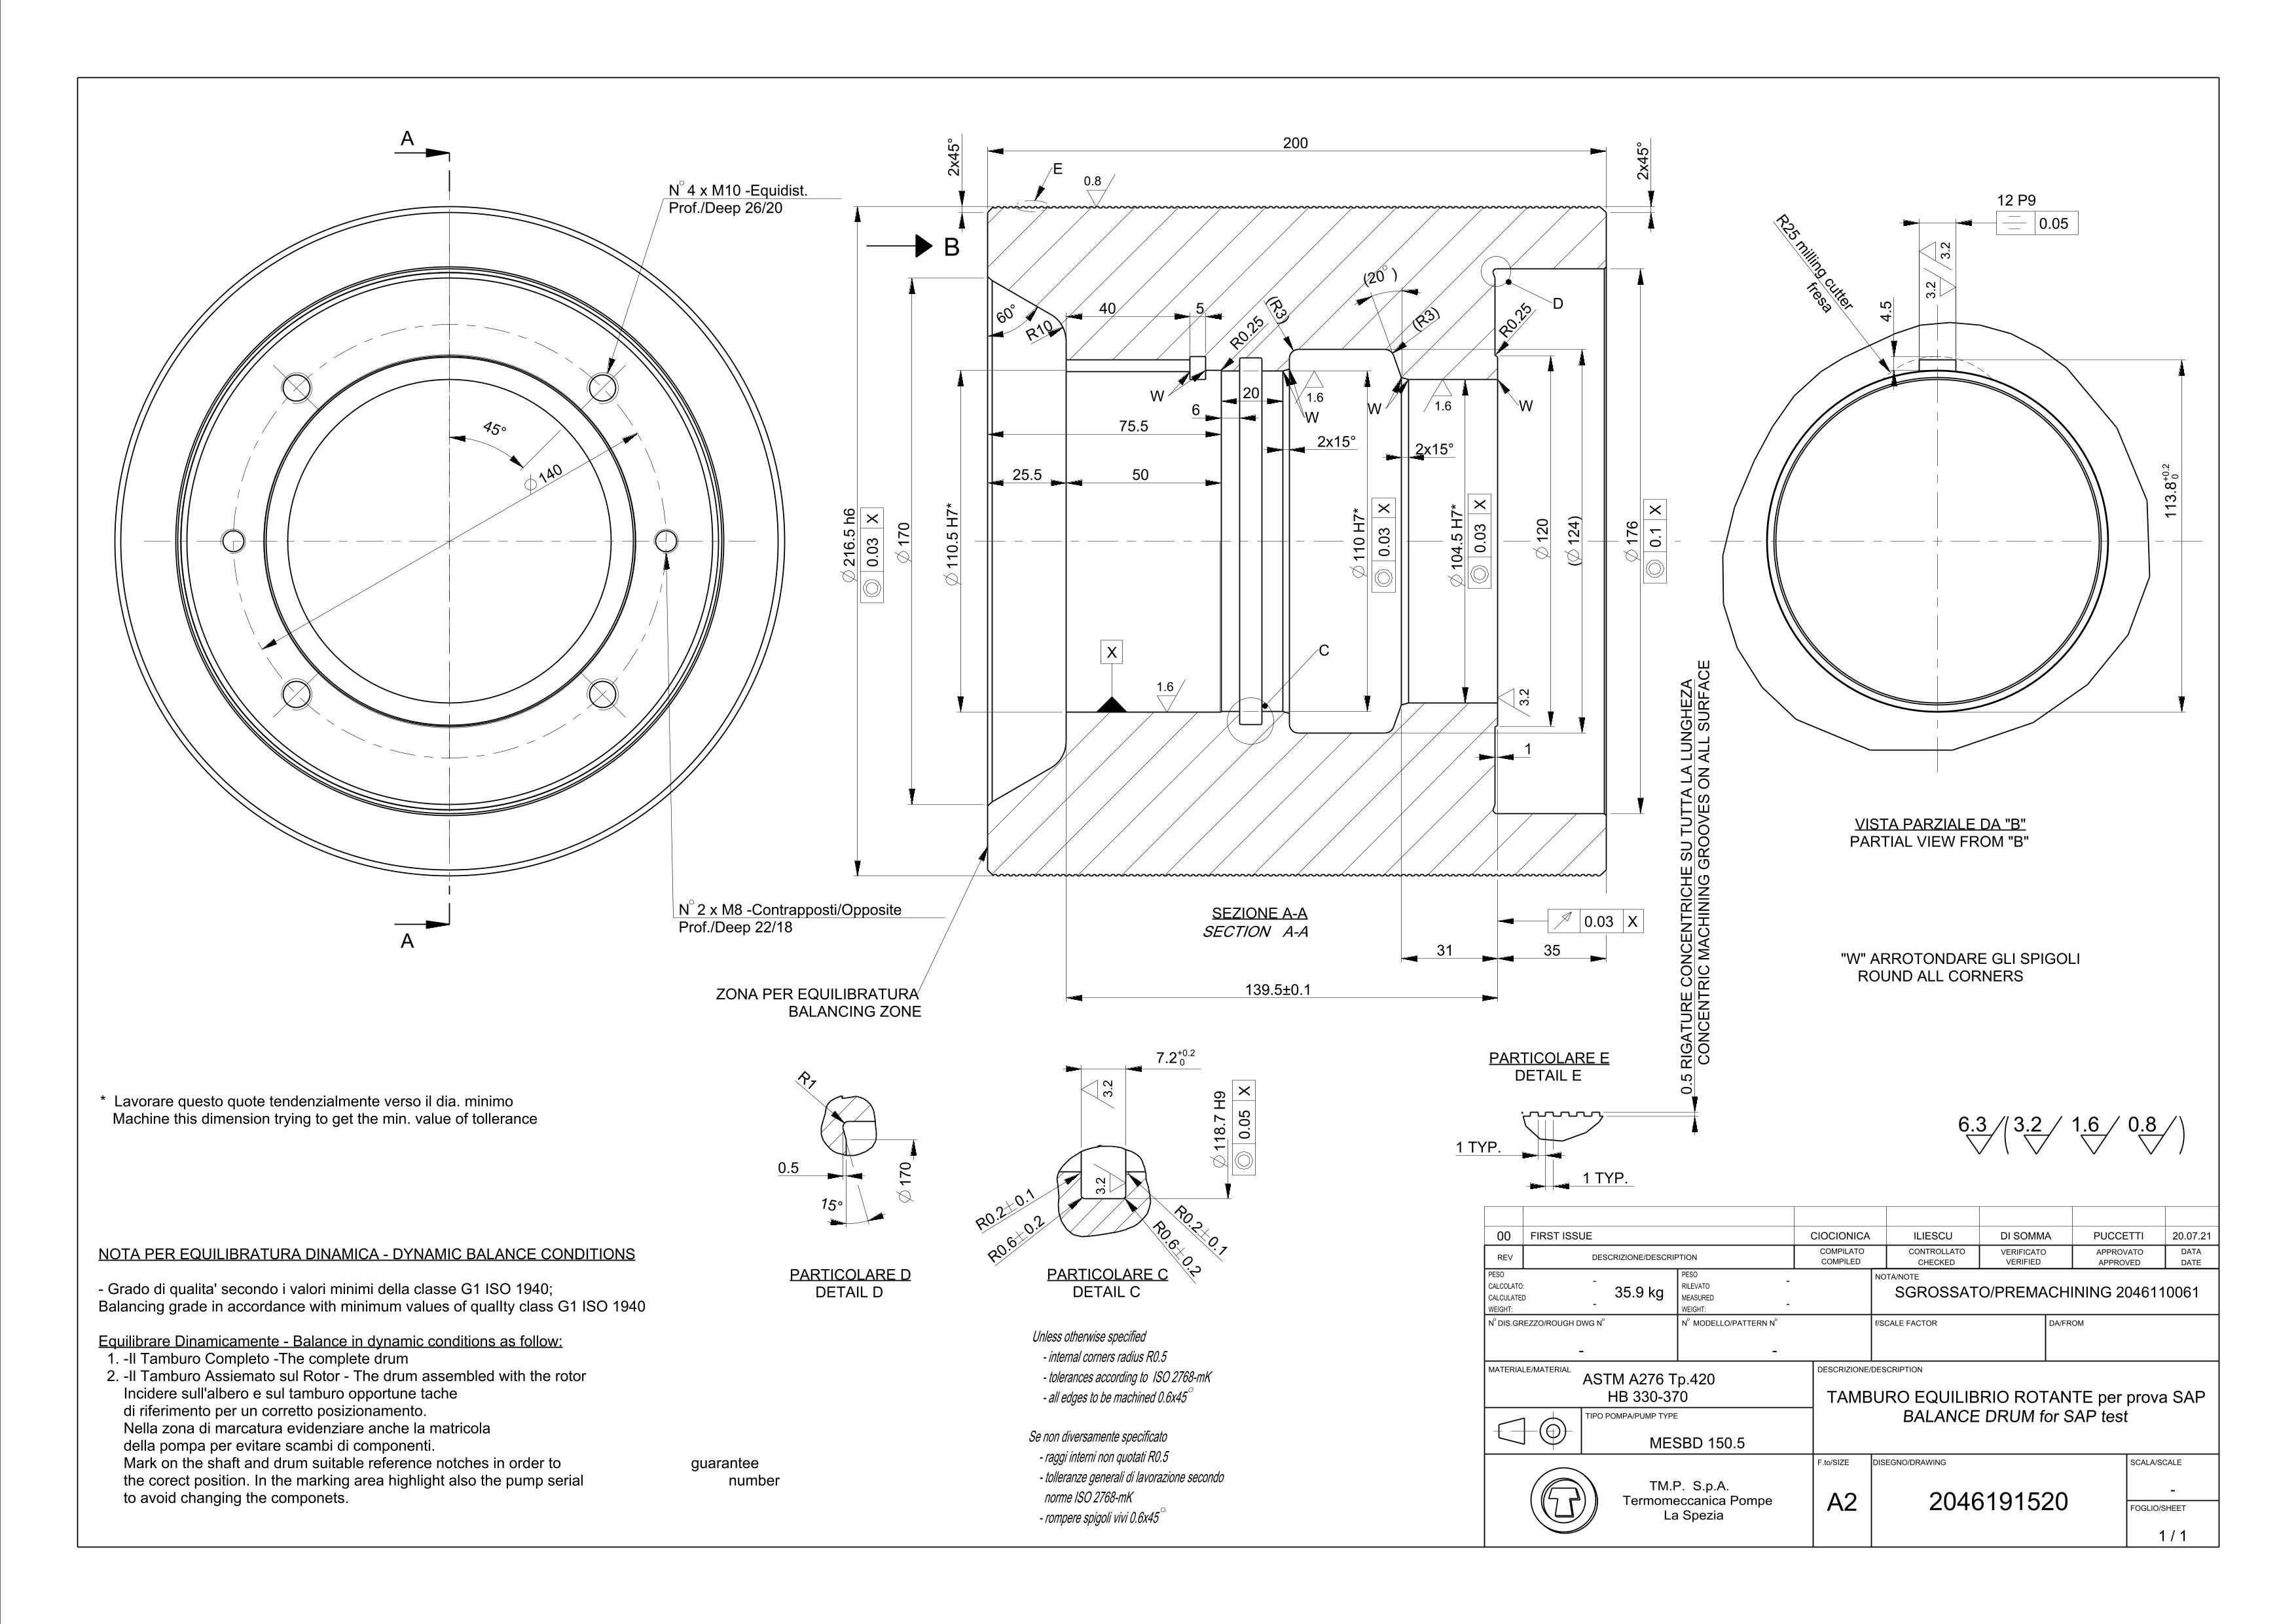 A
N° 4 x M10 -Equidist.
Prof./Deep 26/20
45°
∅ 140
N° 2 x M8 -Contrapposti/Opposite
Prof./Deep 22/18
A
2x45°
200
2x45°
E
0.8
B
60°
R10
40
5
R0.25
(R3)
(20°)
(R3)
R0.25
D
W
6
20
1.6
W
W
1.6
W
75.5
2x15°
2x15°
25.5
50
∅ 216.5 h6
0.03 X
∅ 170
∅ 110.5 H7*
∅ 110 H7*
0.03 X
∅ 104.5 H7*
0.03 X
∅ 120
(∅ 124)
∅ 176
0.1 X
X
1.6
C
3.2
1
SEZIONE A-A
SECTION A-A
0.03 X
31
35
139.5±0.1
ZONA PER EQUILIBRATURA
BALANCING ZONE
12 P9
0.05
R25 milling cutter
fresa
3.2
3.2
4.5
113.8 +0.2 0
VISTA PARZIALE DA "B"
PARTIAL VIEW FROM "B"
0.5 RIGATURE CONCENTRICHE SU TUTTA LA LUNGHEZA
CONCENTRIC MACHINING GROOVES ON ALL SURFACE
"W" ARROTONDARE GLI SPIGOLI
ROUND ALL CORNERS
* Lavorare questo quote tendenzialmente verso il dia. minimo
Machine this dimension trying to get the min. value of tollerance
R1
0.5
15°
∅ 170
PARTICOLARE D
DETAIL D
7.2 +0.2 0
3.2
∅ 118.7 H9
0.05 X
3.2
R0.2±0.1
R0.6±0.2
R0.2±0.1
R0.6±0.2
PARTICOLARE C
DETAIL C
PARTICOLARE E
DETAIL E
1 TYP.
1 TYP.
6.3 (3.2 1.6 0.8)
NOTA PER EQUILIBRATURA DINAMICA - DYNAMIC BALANCE CONDITIONS
- Grado di qualita' secondo i valori minimi della classe G1 ISO 1940;
Balancing grade in accordance with minimum values of qualIty class G1 ISO 1940
Equilibrare Dinamicamente - Balance in dynamic conditions as follow:
1. -Il Tamburo Completo -The complete drum
2. -Il Tamburo Assiemato sul Rotor - The drum assembled with the rotor
Incidere sull'albero e sul tamburo opportune tache
di riferimento per un corretto posizionamento.
Nella zona di marcatura evidenziare anche la matricola
della pompa per evitare scambi di componenti.
Mark on the shaft and drum suitable reference notches in order to guarantee
the corect position. In the marking area highlight also the pump serial number
to avoid changing the componets.
Unless otherwise specified
- internal corners radius R0.5
- tolerances according to ISO 2768-mK
- all edges to be machined 0.6x45°
Se non diversamente specificato
- raggi interni non quotati R0.5
- tolleranze generali di lavorazione secondo
norme ISO 2768-mK
- rompere spigoli vivi 0.6x45°
00 FIRST ISSUE CIOCIONICA ILIESCU DI SOMMA PUCCETTI 20.07.21
REV DESCRIZIONE/DESCRIPTION COMPILATO COMPILED CONTROLLATO CHECKED VERIFICATO VERIFIED APPROVATO APPROVED DATA DATE
PESO CALCOLATO: CALCULATED WEIGHT: - - 35.9 kg
PESO RILEVATO MEASURED WEIGHT: - -
NOTA/NOTE
SGROSSATO/PREMACHINING 2046110061
N° DIS.GREZZO/ROUGH DWG N° -
N° MODELLO/PATTERN N° -
f/SCALE FACTOR
DA/FROM
MATERIALE/MATERIAL
ASTM A276 Tp.420
HB 330-370
DESCRIZIONE/DESCRIPTION
TAMBURO EQUILIBRIO ROTANTE per prova SAP
BALANCE DRUM for SAP test
TIPO POMPA/PUMP TYPE
MESBD 150.5
TM.P. S.p.A.
Termomeccanica Pompe
La Spezia
F.to/SIZE
A2
DISEGNO/DRAWING
2046191520
SCALA/SCALE
-
FOGLIO/SHEET
1 / 1